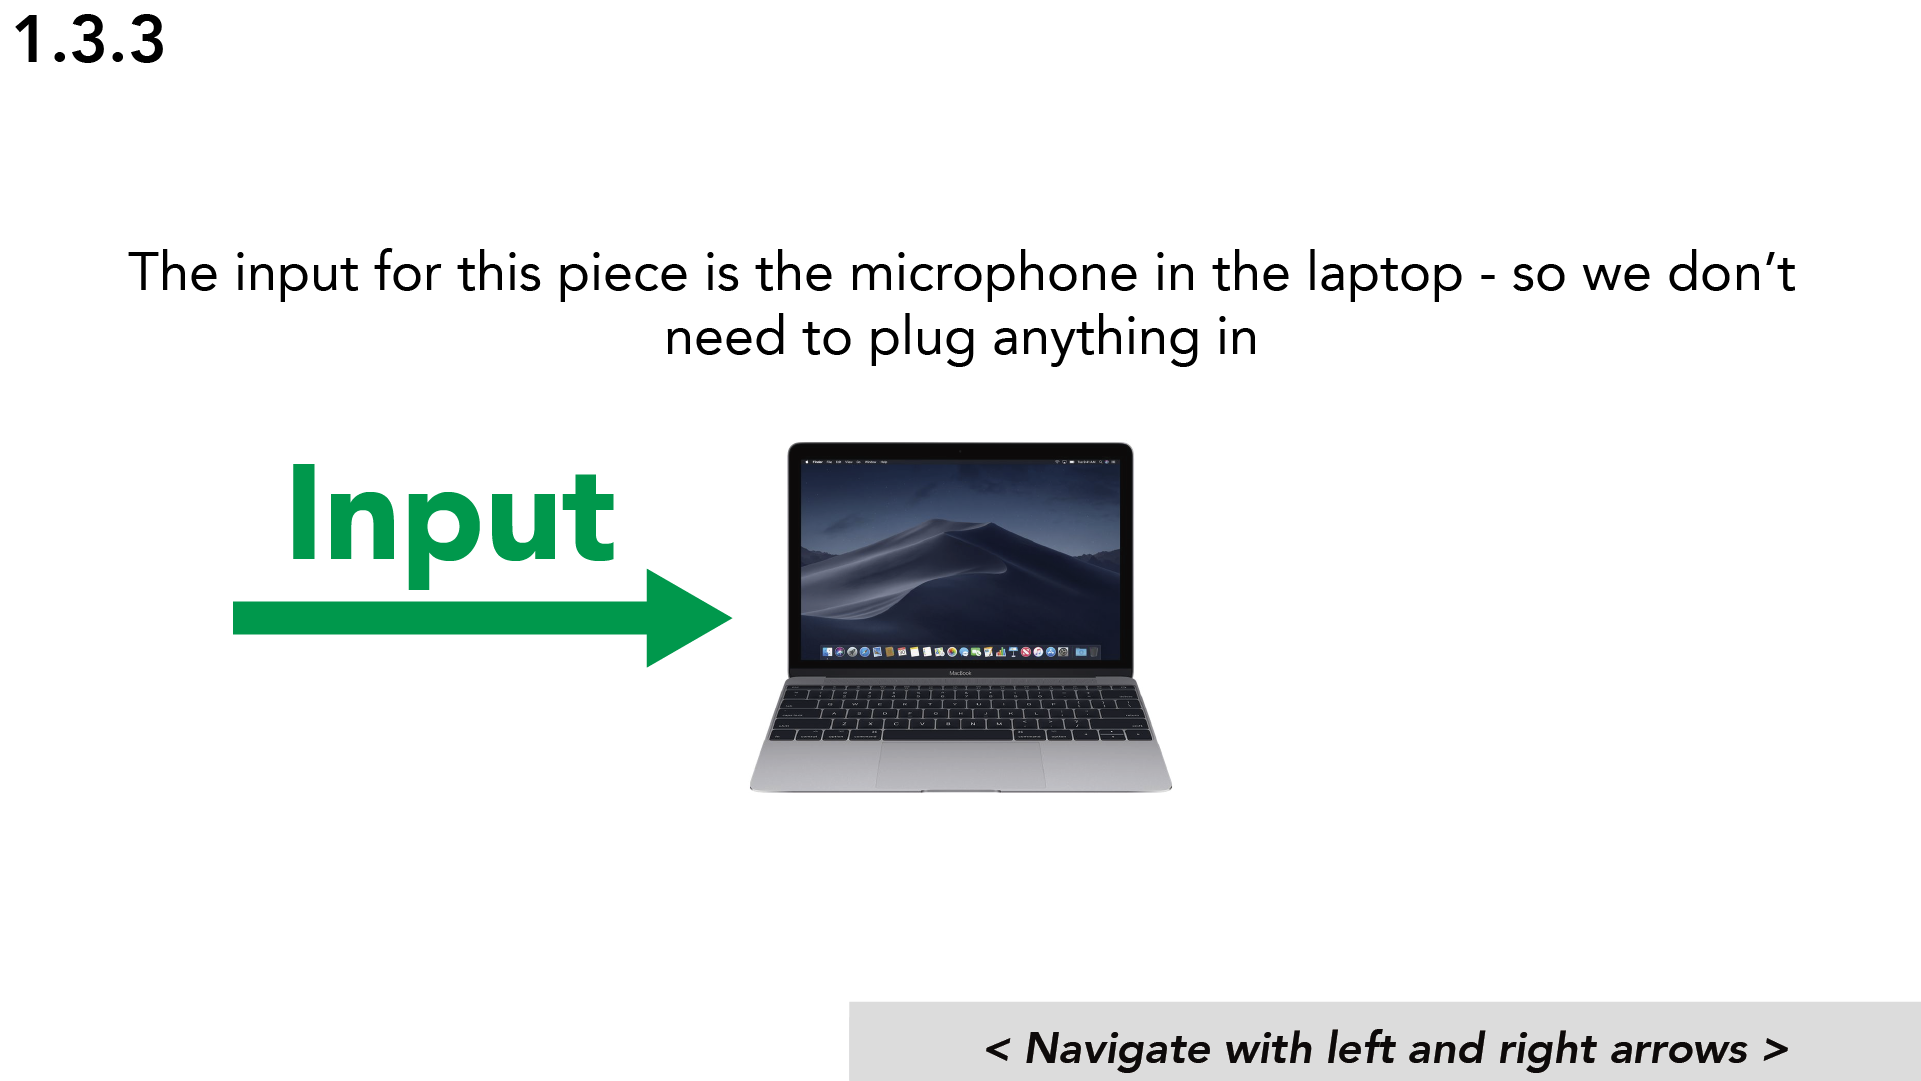 1.3.3
The input for this piece is the microphone in the laptop - so we don’t
need to plug anything in
Input
MacBook
< Navigate with left and right arrows >